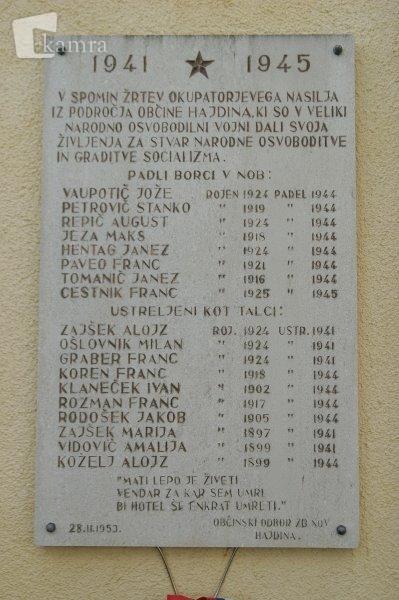 kamra
1941 ★ 1945
V SPOMIN ŽRTEV OKUPATORJEVEGA NASILJA
IZ PODROČJA OBČINE HAJDINA, KI SO V VELIKI
NARODNO OSVOBODILNI VOJNI DALI SVOJA
ŽIVLJENJA ZA STVAR NARODNE OSVOBODITVE
IN GRADITVE SOCIALIZMA.
PADLI BORCI V NOB:
VAUPOTIČ JOŽE ROJEN 1924 PADEL 1944
PETROVIČ STANKO " 1919 " 1944
REPIČ AUGUST " 1924 " 1944
JEZA MAKS " 1918 " 1944
HENTAG JANEZ " 1924 " 1944
PAVEO FRANC " 1921 " 1944
TOMANIČ JANEZ " 1916 " 1944
CESTNIK FRANC " 1925 " 1945
USTRELJENI KOT TALCI:
ZAJŠEK ALOJZ ROJ. 1924 USTR. 1941
OŠLOVNIK MILAN " 1924 " 1941
GRABER FRANC " 1924 " 1941
KOREN FRANC " 1918 " 1944
KLANEČEK IVAN " 1902 " 1944
ROZMAN FRANC " 1917 " 1944
RODOŠEK JAKOB " 1905 " 1944
ZAJŠEK MARIJA " 1897 " 1941
VIDOVIČ AMALIJA " 1899 " 1941
KOŽELJ ALOJZ " 1899 " 1944
"MATI LEPO JE ŽIVETI
VENDAR ZA KAR SEM UMRL
BI HOTEL ŠE ENKRAT UMRETI."
28.11.1953. OBČINSKI ODBOR ZB NOV
HAJDINA.